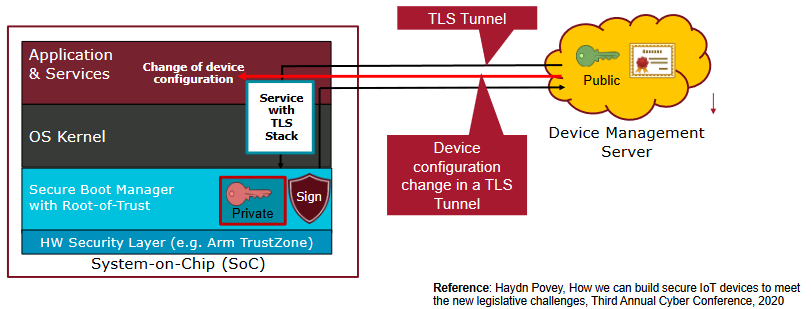 TLS Tunnel
Application
& Services
Change of device
configuration
Service
with
TLS
Stack
OS Kernel
Secure Boot Manager
with Root-of-Trust
Private
Sign
HW Security Layer (e.g. Arm TrustZone)
System-on-Chip (SoC)
Device
configuration
change in a TLS
Tunnel
Public
Device Management
Server
Reference: Haydn Povey, How we can build secure IoT devices to meet
the new legislative challenges, Third Annual Cyber Conference, 2020